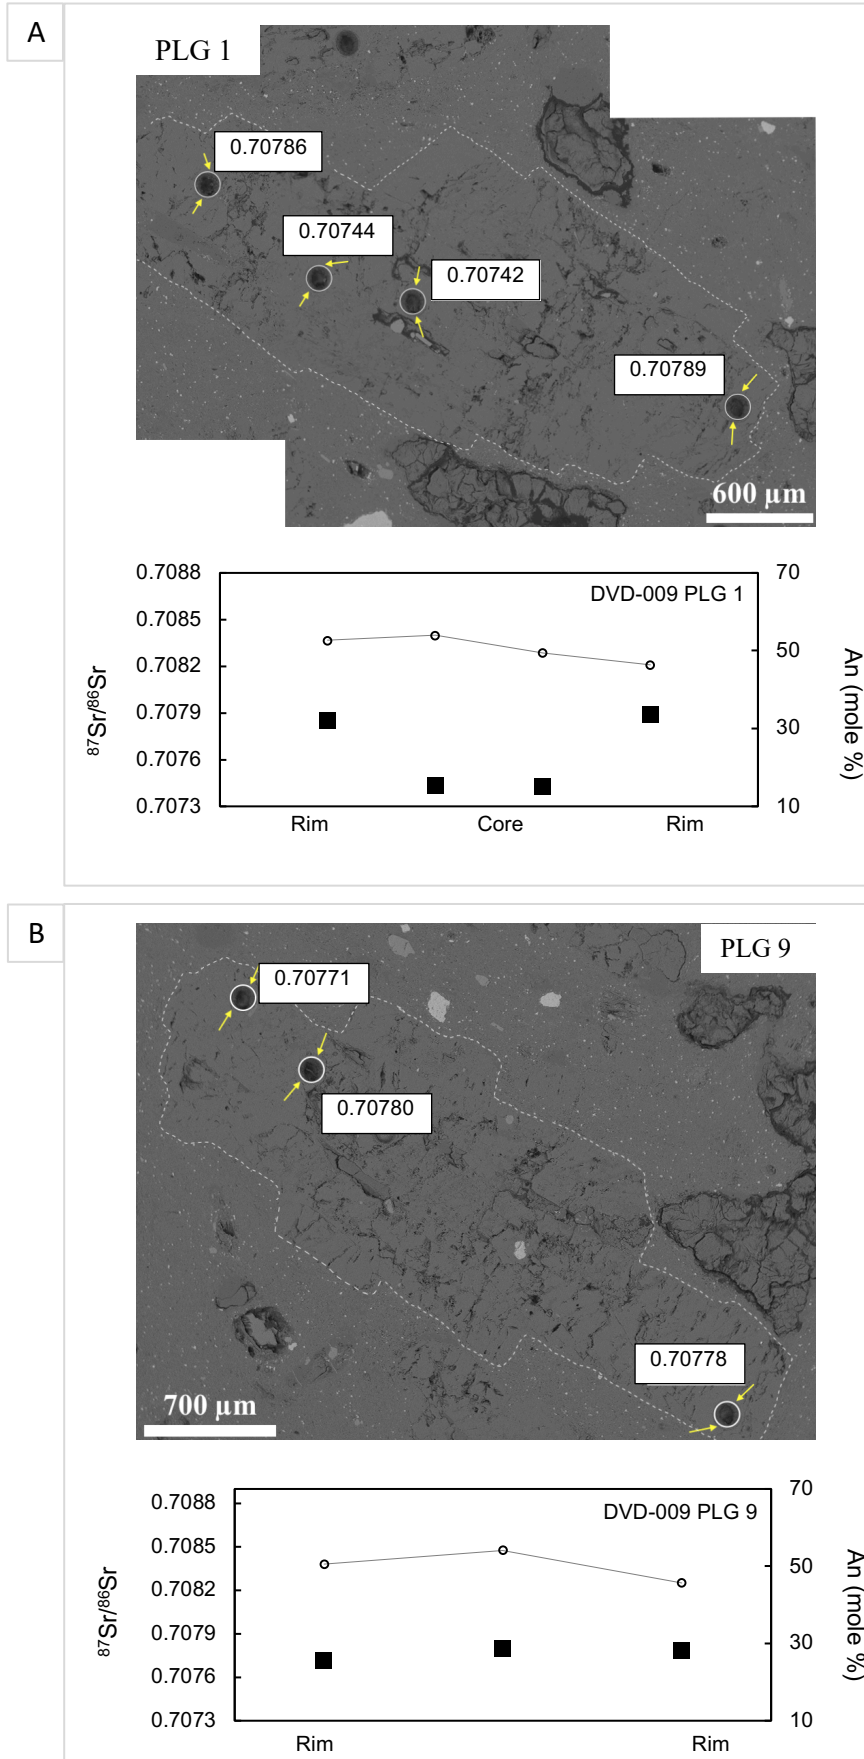 A
PLG 1
0.70786
0.70744
0.70742
0.70789
600 µm
0.7088
0.7085
0.7082
0.7079
0.7076
0.7073
87Sr/86Sr
DVD-009 PLG 1
70
50
30
10
An (mole %)
Rim
Core
Rim
B
PLG 9
0.70771
0.70780
0.70778
700 µm
0.7088
0.7085
0.7082
0.7079
0.7076
0.7073
87Sr/86Sr
DVD-009 PLG 9
70
50
30
10
An (mole %)
Rim
Rim